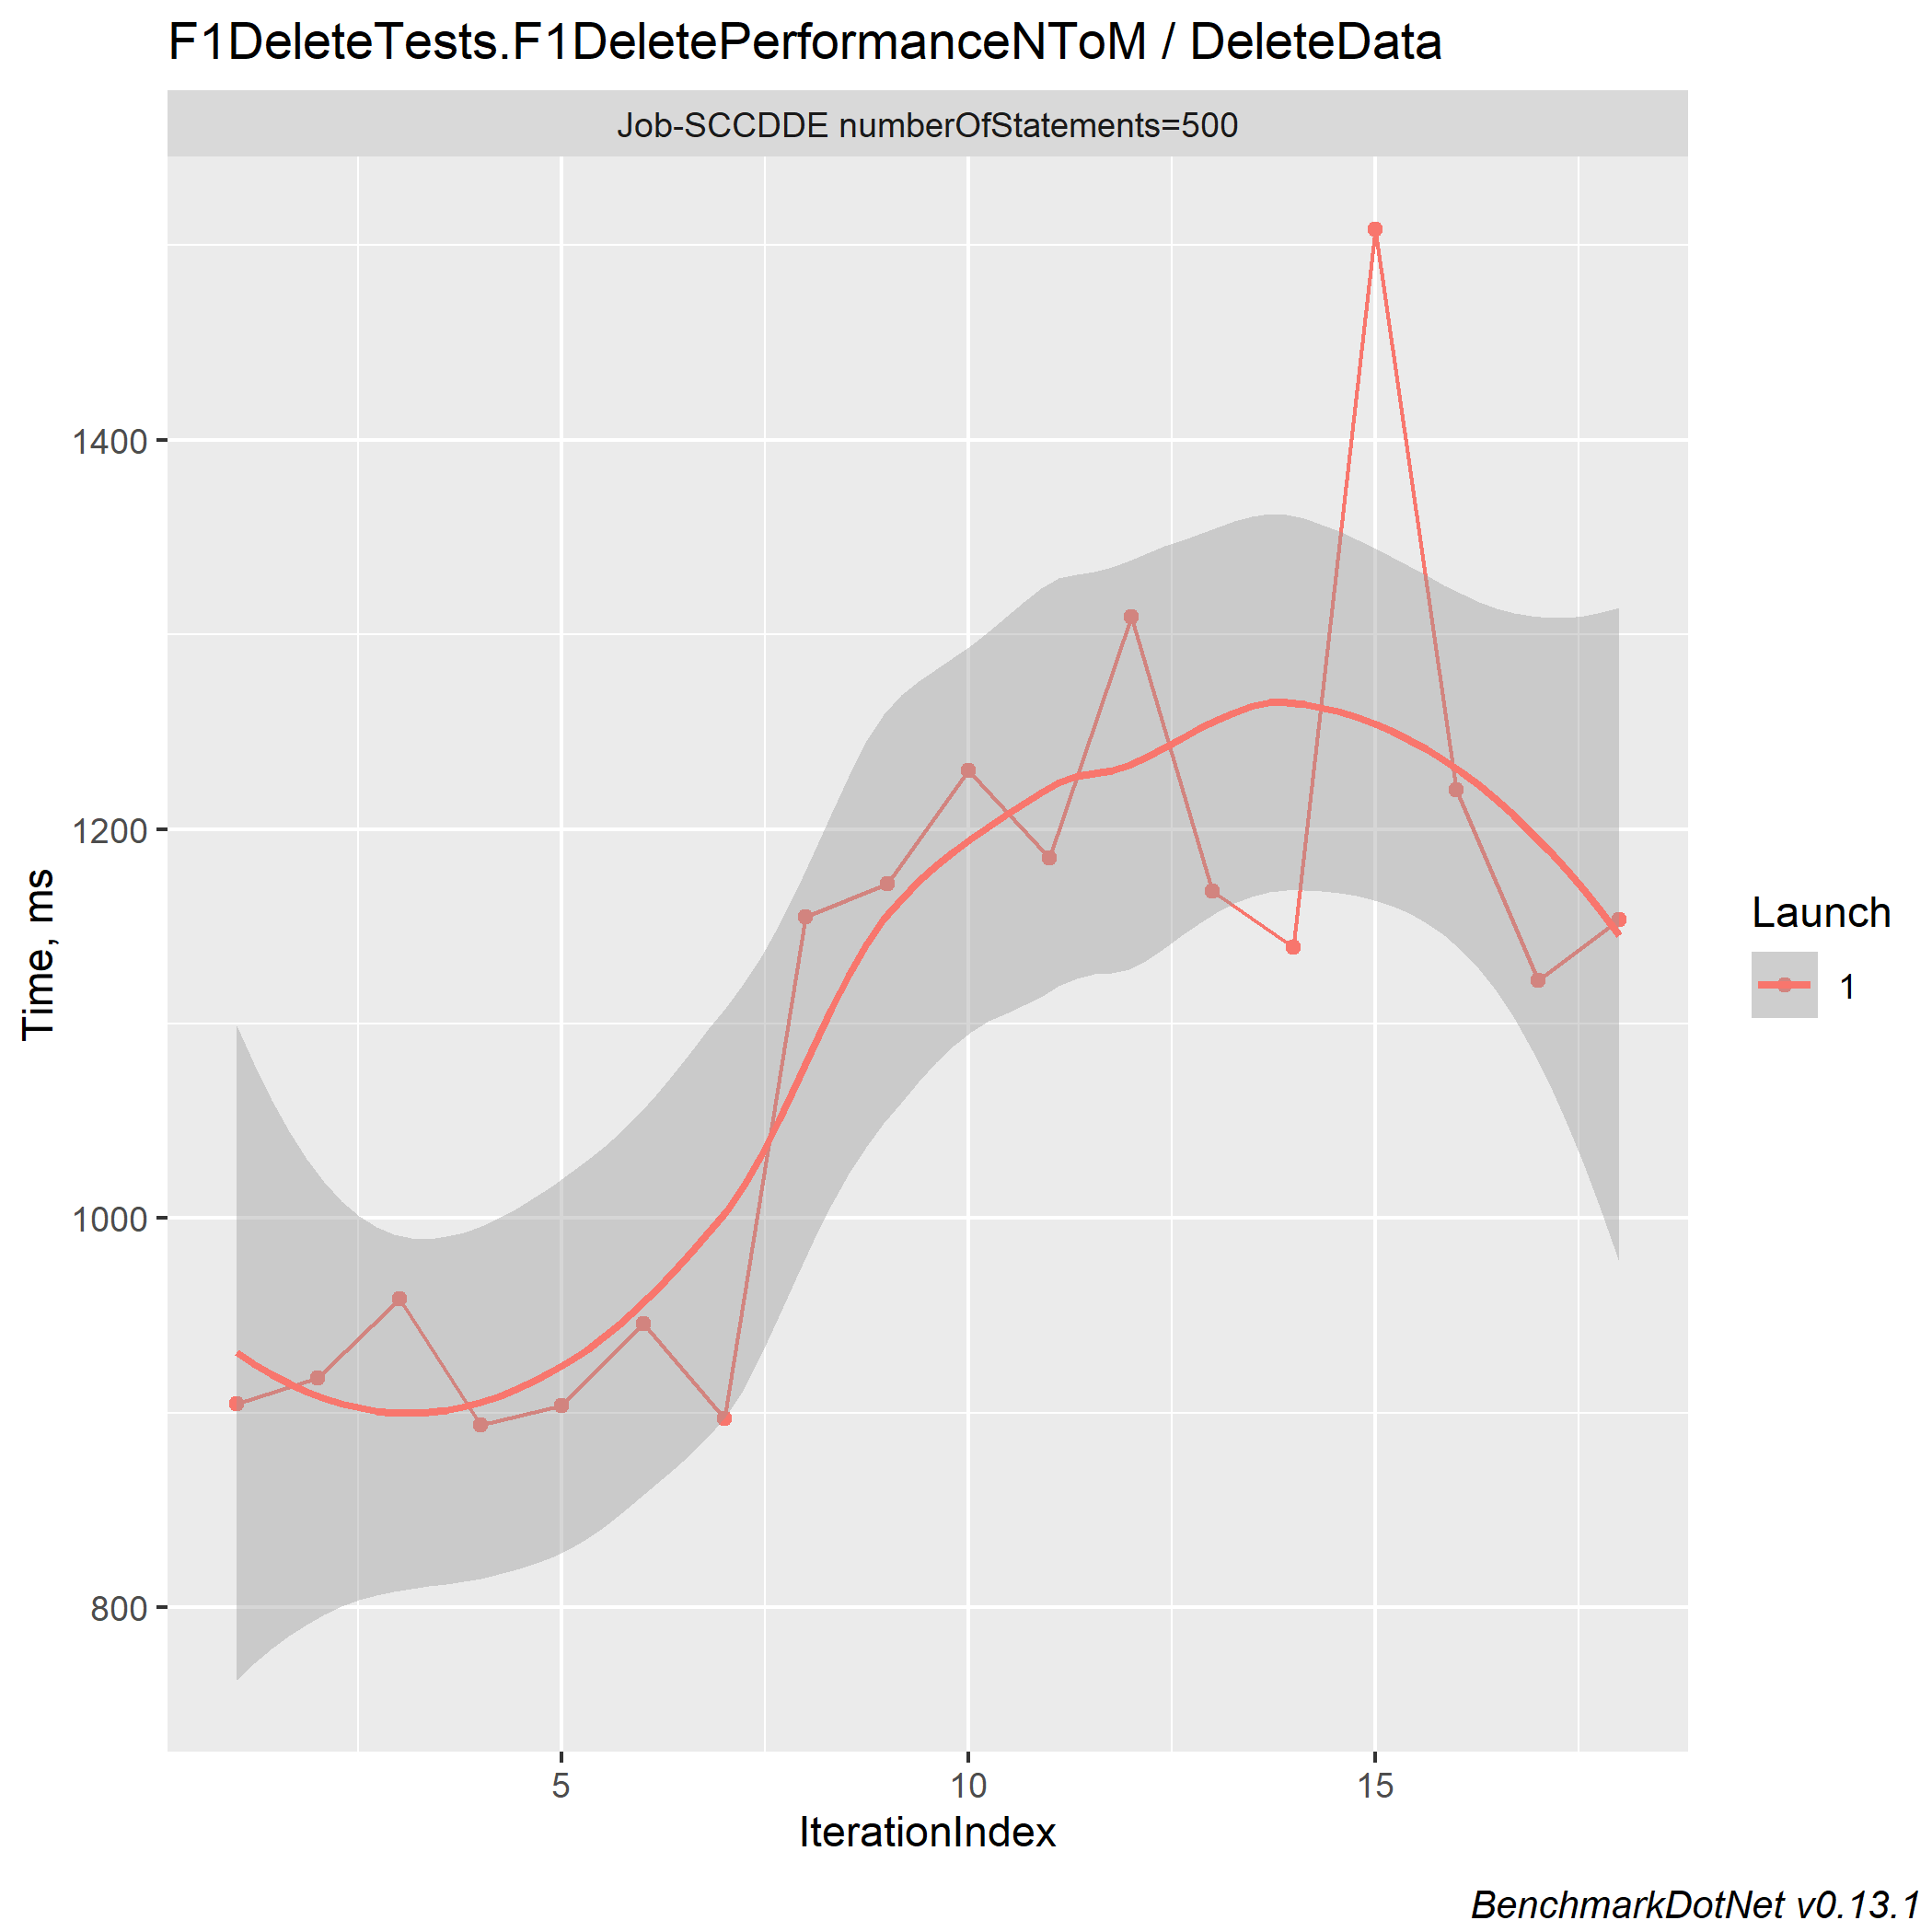 F1DeleteTests.F1DeletePerformanceNToM / DeleteData
Job-SCCDDE numberOfStatements=500
1400
1200
1000
800
Time, ms
5
10
15
IterationIndex
Launch
1
BenchmarkDotNet v0.13.1